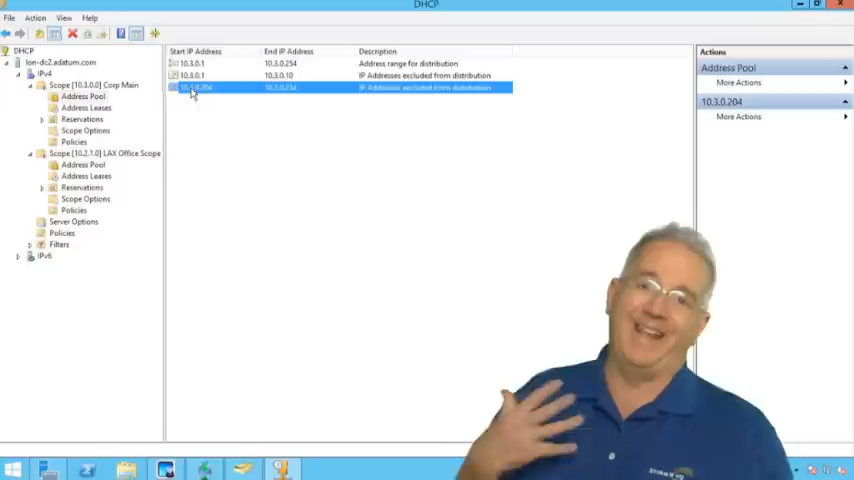 DHCP
File Action View Help
DHCP
lon-dc2.adatum.com
IPv4
Scope [10.3.0.0] Corp Main
Address Pool
Address Leases
Reservations
Scope Options
Policies
Scope [10.2.1.0] LAX Office Scope
Address Pool
Address Leases
Reservations
Scope Options
Policies
Server Options
Policies
Filters
IPv6
Start IP Address End IP Address Description
10.3.0.1 10.3.0.254 Address range for distribution
10.3.0.1 10.3.0.10 IP Addresses excluded from distribution
10.3.0.204 10.3.0.254 IP Addresses excluded from distribution
Actions
Address Pool
More Actions
10.3.0.204
More Actions